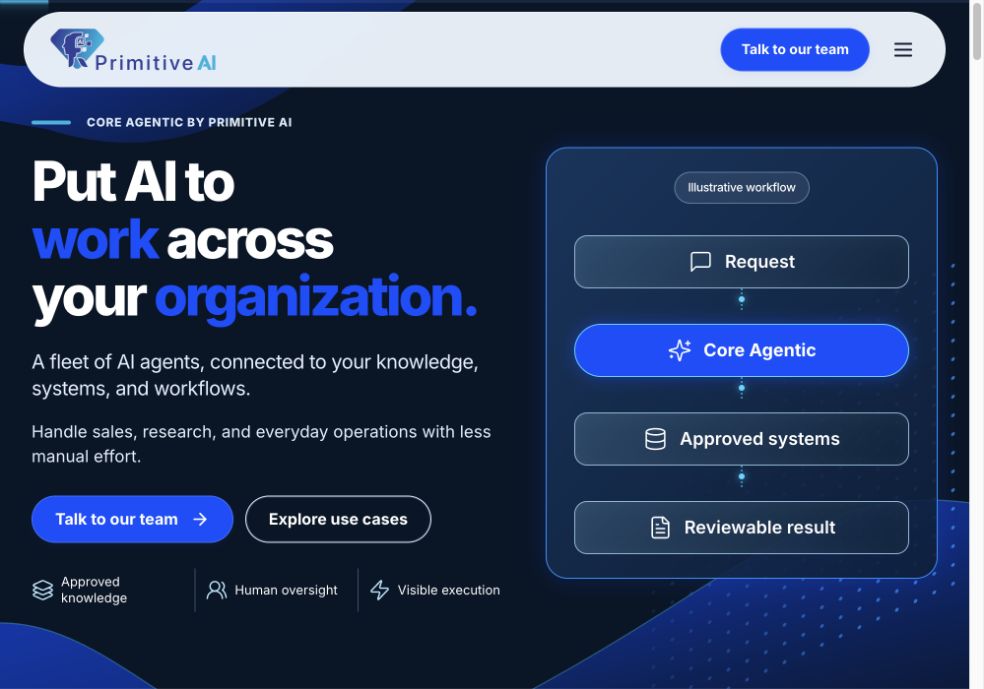 AI
Primitive AI
Talk to our team
CORE AGENTIC BY PRIMITIVE AI
Put AI to
work across
your organization.
A fleet of AI agents, connected to your knowledge,
systems, and workflows.
Handle sales, research, and everyday operations with less
manual effort.
Talk to our team
Explore use cases
Approved
knowledge
Human oversight
Visible execution
Illustrative workflow
Request
Core Agentic
Approved systems
Reviewable result